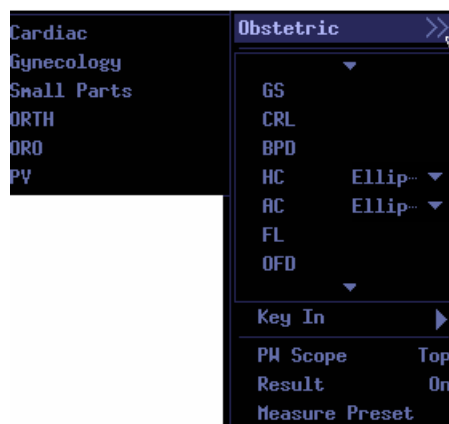 Cardiac
Gynecology
Small Parts
ORTH
ORO
PV
Obstetric
GS
CRL
BPD
HC Ellip…
AC Ellip…
FL
OFD
Key In
PW Scope Top
Result On
Measure Preset